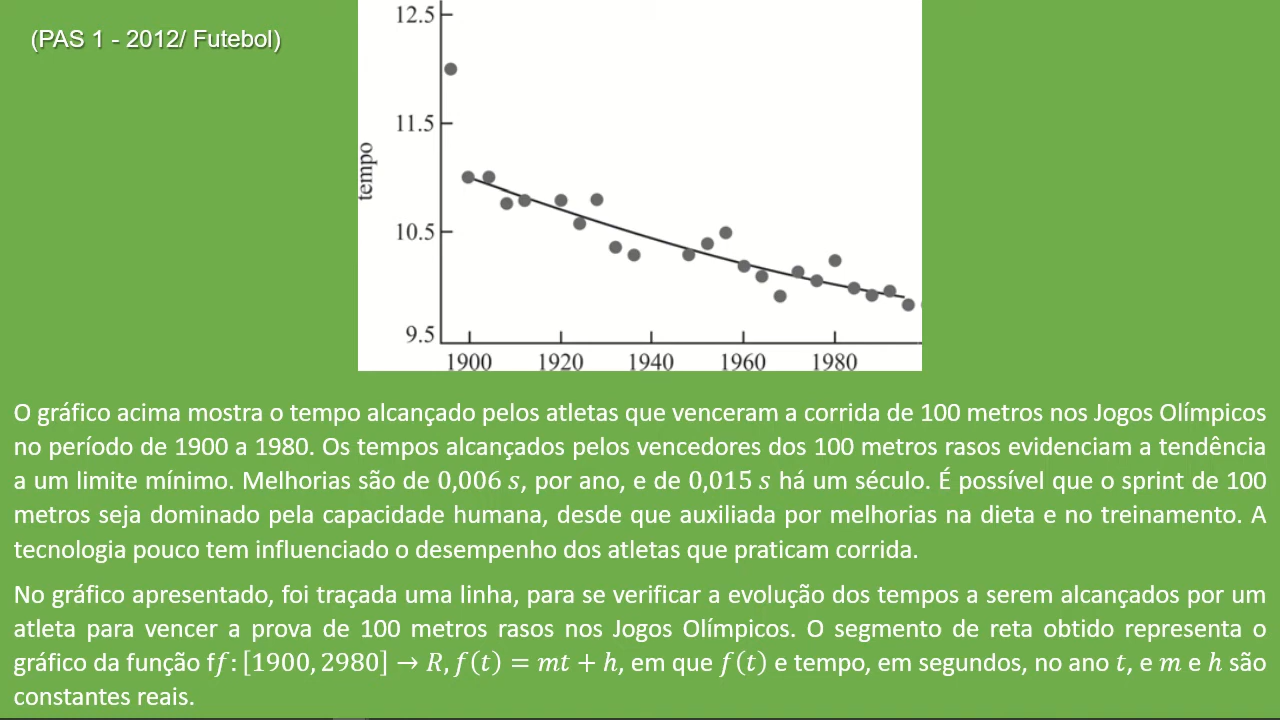 (PAS 1 - 2012/ Futebol)
12.5
11.5
tempo
10.5
9.5
1900 1920 1940 1960 1980
O gráfico acima mostra o tempo alcançado pelos atletas que venceram a corrida de 100 metros nos Jogos Olímpicos
no período de 1900 a 1980. Os tempos alcançados pelos vencedores dos 100 metros rasos evidenciam a tendência
a um limite mínimo. Melhorias são de 0,006 s, por ano, e de 0,015 s há um século. É possível que o sprint de 100
metros seja dominado pela capacidade humana, desde que auxiliada por melhorias na dieta e no treinamento. A
tecnologia pouco tem influenciado o desempenho dos atletas que praticam corrida.
No gráfico apresentado, foi traçada uma linha, para se verificar a evolução dos tempos a serem alcançados por um
atleta para vencer a prova de 100 metros rasos nos Jogos Olímpicos. O segmento de reta obtido representa o
gráfico da função ff: [1900, 2980] → R, f(t) = mt + h, em que f(t) e tempo, em segundos, no ano t, e m e h são
constantes reais.